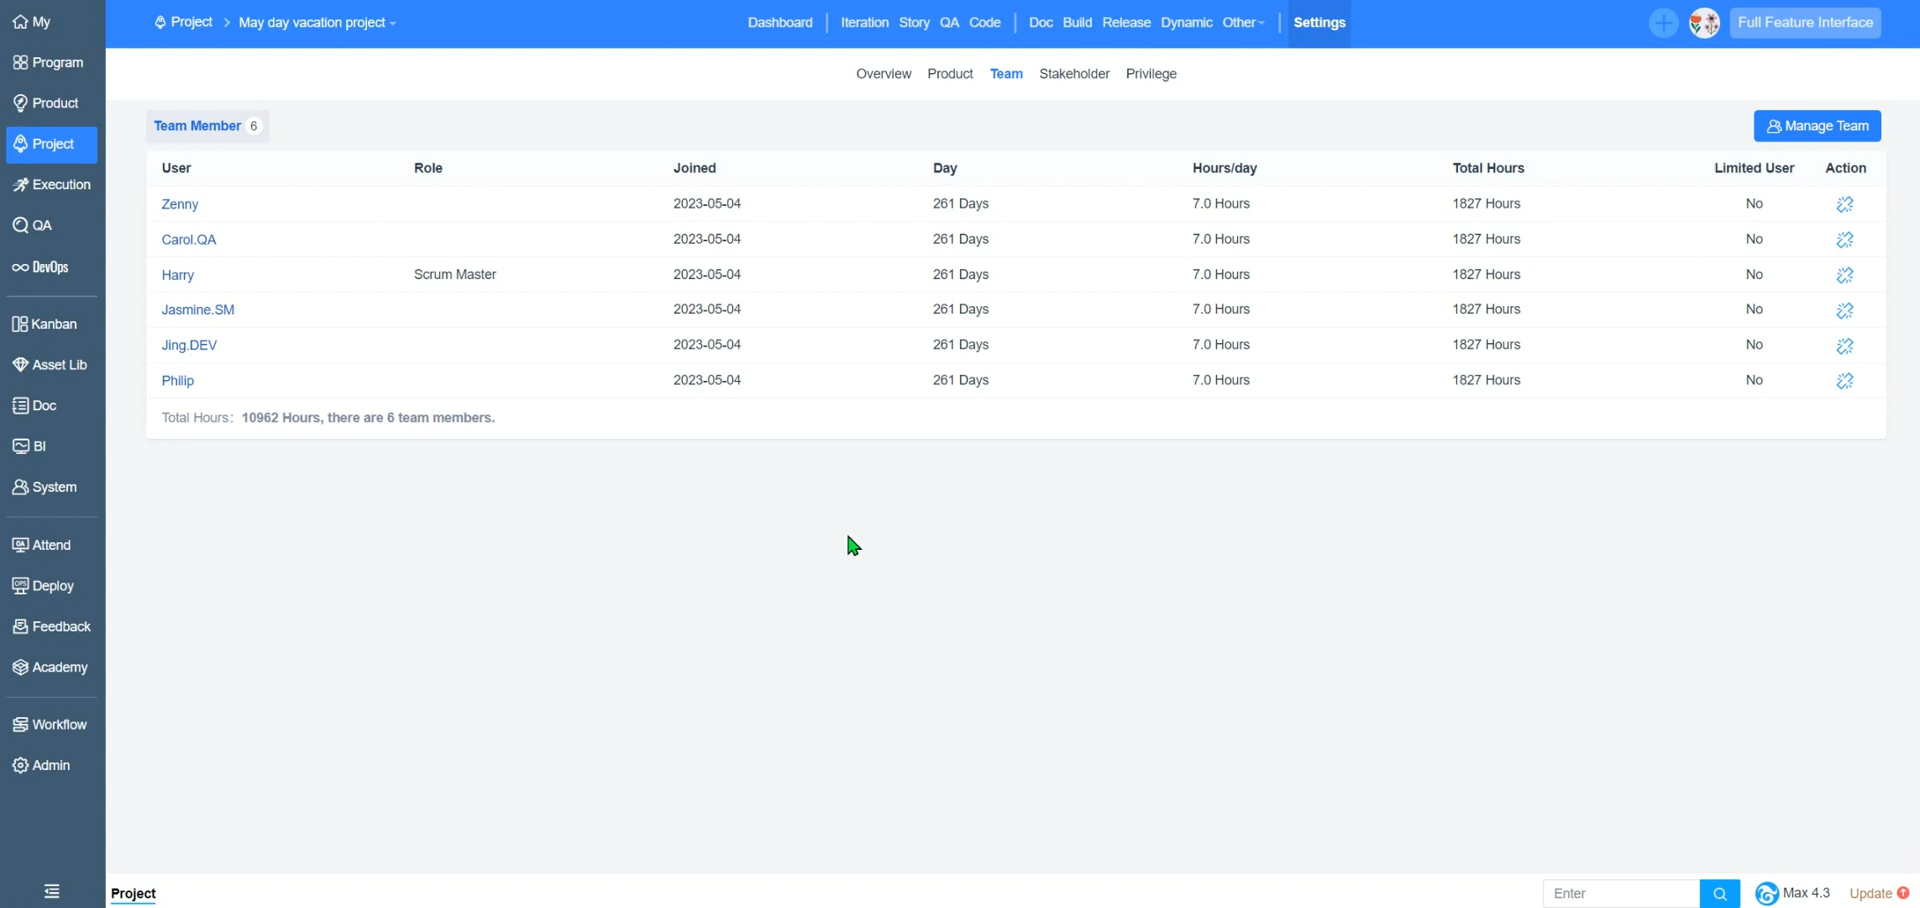 My
Project > May day vacation project
Dashboard | Iteration Story QA Code | Doc Build Release Dynamic Other | Settings
Full Feature Interface
Program
Product
Project
Execution
QA
DevOps
Kanban
Asset Lib
Doc
BI
System
Attend
Deploy
Feedback
Academy
Workflow
Admin
Overview Product Team Stakeholder Privilege
Team Member 6
Manage Team
User Role Joined Day Hours/day Total Hours Limited User Action
Zenny 2023-05-04 261 Days 7.0 Hours 1827 Hours No
Carol.QA 2023-05-04 261 Days 7.0 Hours 1827 Hours No
Harry Scrum Master 2023-05-04 261 Days 7.0 Hours 1827 Hours No
Jasmine.SM 2023-05-04 261 Days 7.0 Hours 1827 Hours No
Jing.DEV 2023-05-04 261 Days 7.0 Hours 1827 Hours No
Philip 2023-05-04 261 Days 7.0 Hours 1827 Hours No
Total Hours: 10962 Hours, there are 6 team members.
Project
Enter
Max 4.3
Update